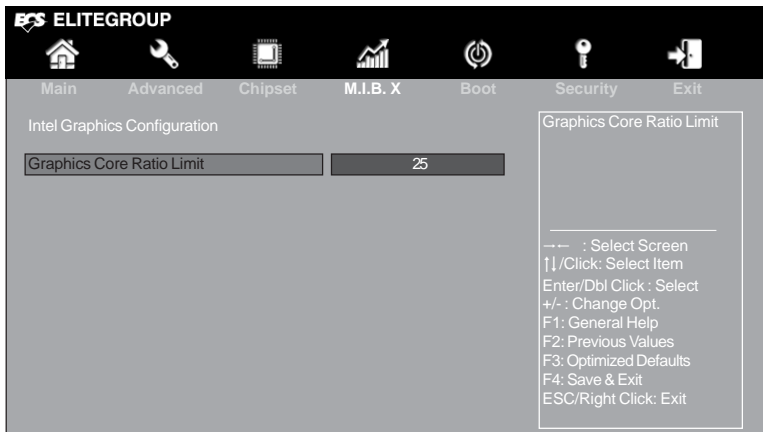 ECS ELITEGROUP
Main Advanced Chipset M.I.B. X Boot Security Exit
Intel Graphics Configuration
Graphics Core Ratio Limit 25
Graphics Core Ratio Limit
→← : Select Screen
↑↓/Click: Select Item
Enter/Dbl Click : Select
+/- : Change Opt.
F1: General Help
F2: Previous Values
F3: Optimized Defaults
F4: Save & Exit
ESC/Right Click: Exit